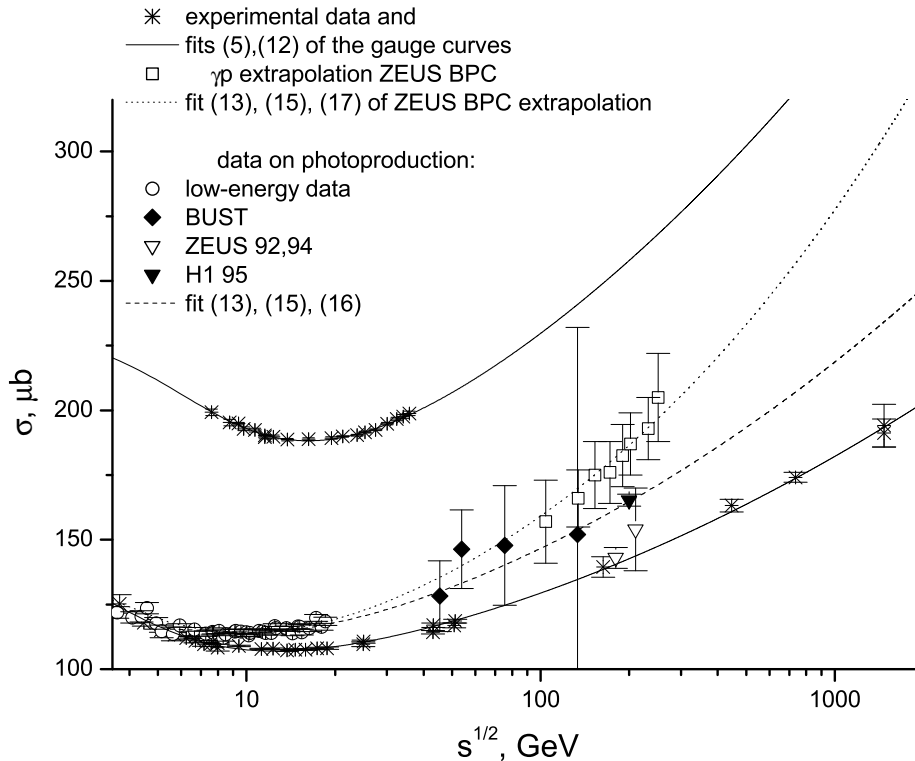 experimental data and
fits (5),(12) of the gauge curves
γp extrapolation ZEUS BPC
fit (13), (15), (17) of ZEUS BPC extrapolation
data on photoproduction:
low-energy data
BUST
ZEUS 92,94
H1 95
fit (13), (15), (16)
σ, μb
300
250
200
150
100
10
100
1000
s^{1/2}, GeV